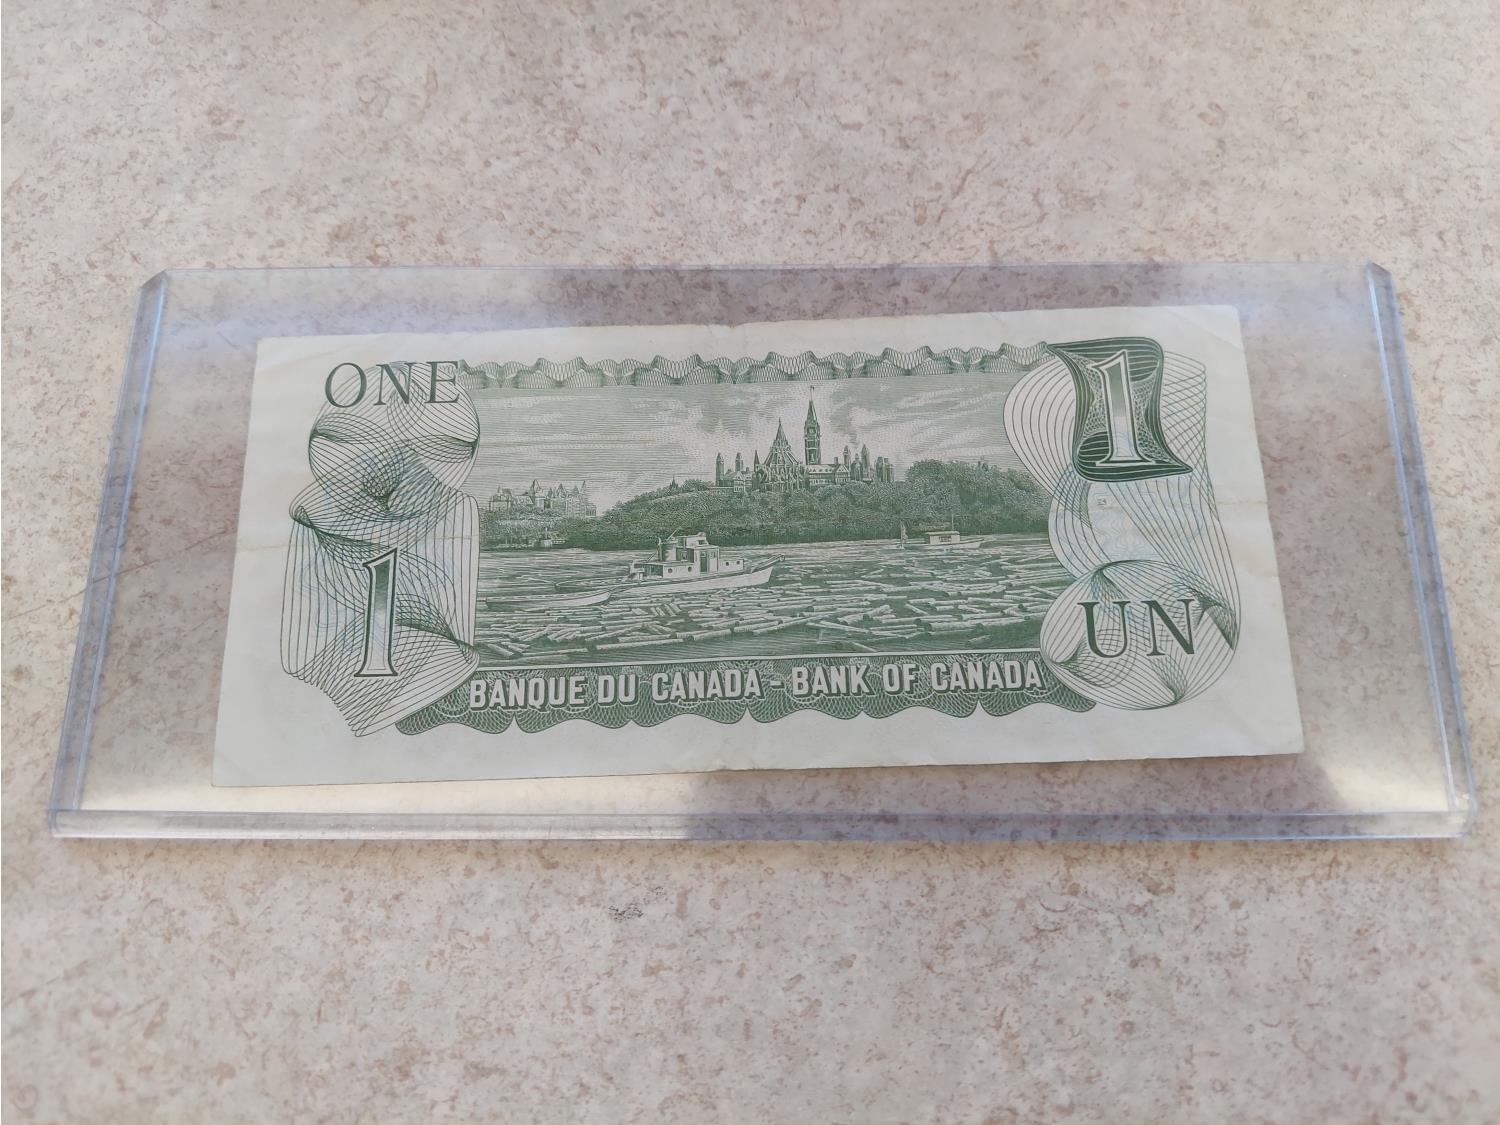 ONE
1
1
UN
BANQUE DU CANADA - BANK OF CANADA